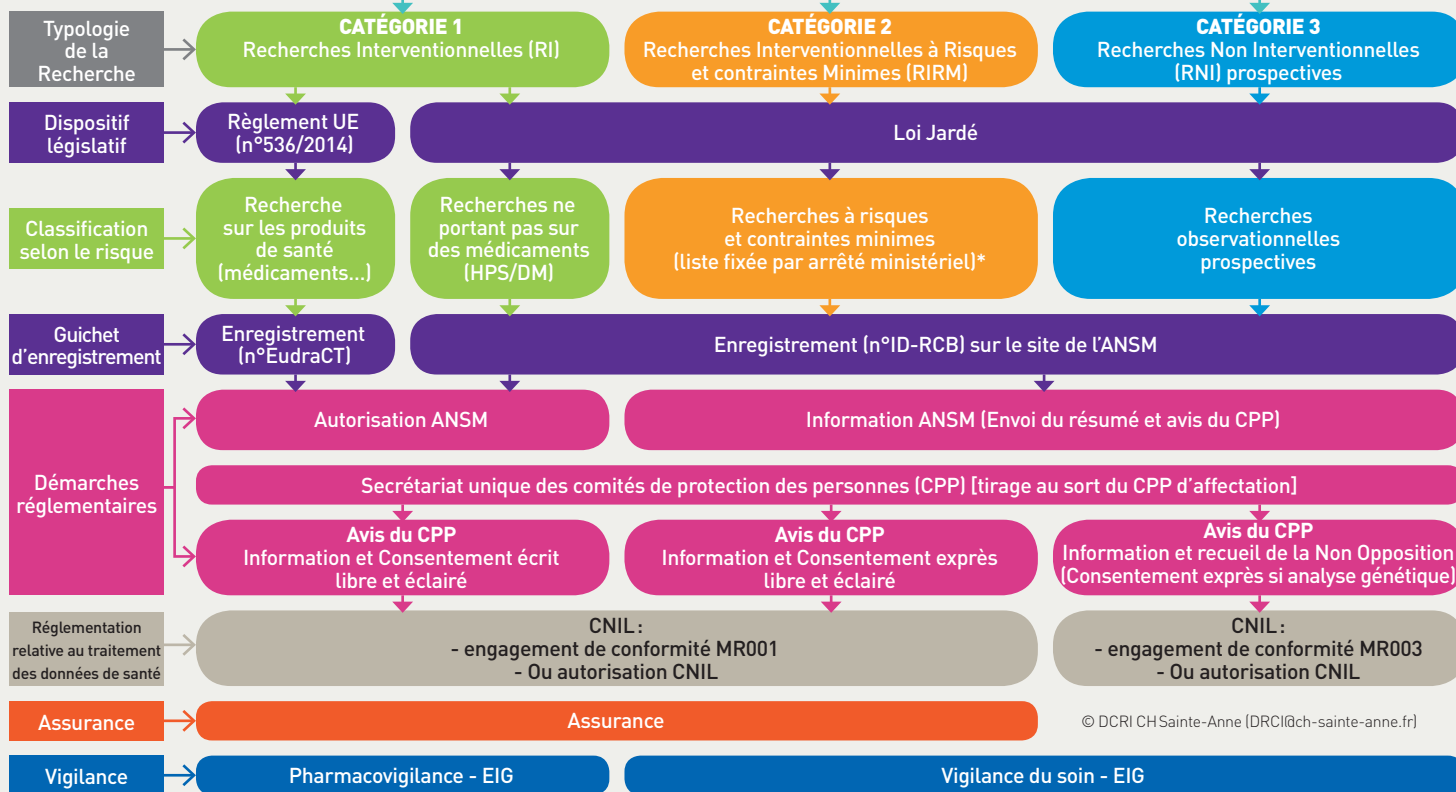 Typologie
de la
Recherche
CATÉGORIE 1
Recherches Interventionnelles (RI)
CATÉGORIE 2
Recherches Interventionnelles à Risques
et contraintes Minimes (RIRM)
CATÉGORIE 3
Recherches Non Interventionnelles
(RNI) prospectives
Dispositif
législatif
Règlement UE
(n°536/2014)
Loi Jardé
Classification
selon le risque
Recherche
sur les produits
de santé
(médicaments...)
Recherches ne
portant pas sur
des médicaments
(HPS/DM)
Recherches à risques
et contraintes minimes
(liste fixée par arrêté ministériel)*
Recherches
observationnelles
prospectives
Guichet
d'enregistrement
Enregistrement
(n°EudraCT)
Enregistrement (n°ID-RCB) sur le site de l'ANSM
Démarches
réglementaires
Autorisation ANSM
Information ANSM (Envoi du résumé et avis du CPP)
Secrétariat unique des comités de protection des personnes (CPP) [tirage au sort du CPP d'affectation]
Avis du CPP
Information et Consentement écrit
libre et éclairé
Avis du CPP
Information et Consentement exprès
libre et éclairé
Avis du CPP
Information et recueil de la Non Opposition
(Consentement exprès si analyse génétique)
Réglementation
relative au traitement
des données de santé
CNIL :
- engagement de conformité MR001
- Ou autorisation CNIL
CNIL :
- engagement de conformité MR003
- Ou autorisation CNIL
Assurance
Assurance
© DCRI CH Sainte-Anne (DRCI@ch-sainte-anne.fr)
Vigilance
Pharmacovigilance - EIG
Vigilance du soin - EIG